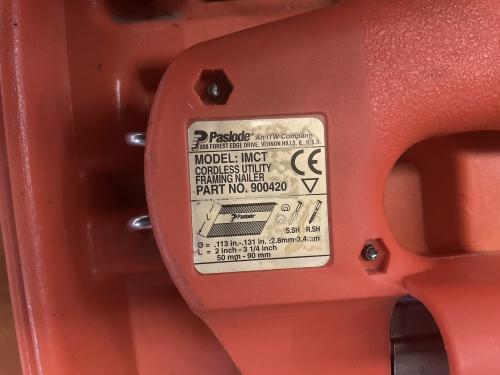 Paslode® An ITW Company
888 FOREST EDGE DRIVE, VERNON HILLS, IL, U.S.A.
MODEL: IMCT
CORDLESS UTILITY
FRAMING NAILER
PART NO. 900420
CE
L
Paslode
S.SH R.SH
Ø = .113 in.-.131 in. :2.8mm-3.4mm
L = 2 inch - 3 1/4 inch
50 mm - 90 mm